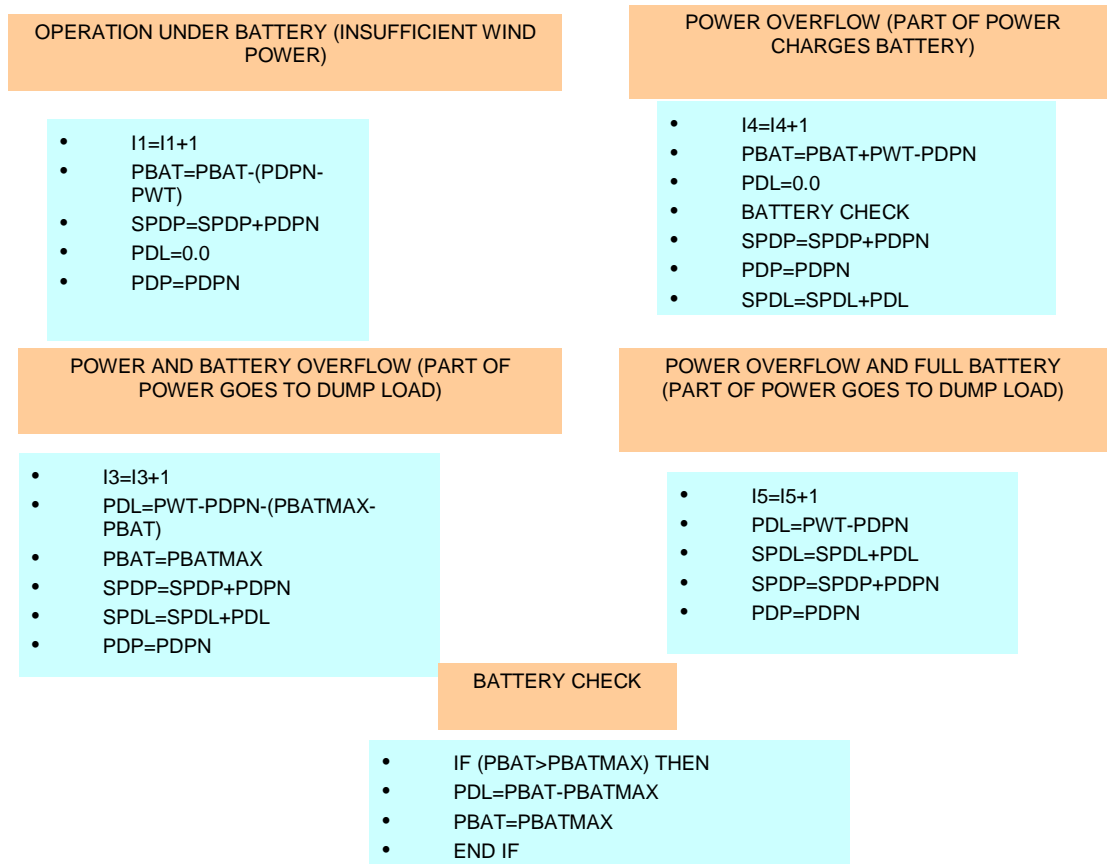 OPERATION UNDER BATTERY (INSUFFICIENT WIND
POWER)
• I1=I1+1
• PBAT=PBAT-(PDPN-
PWT)
• SPDP=SPDP+PDPN
• PDL=0.0
• PDP=PDPN
POWER OVERFLOW (PART OF POWER
CHARGES BATTERY)
• I4=I4+1
• PBAT=PBAT+PWT-PDPN
• PDL=0.0
• BATTERY CHECK
• SPDP=SPDP+PDPN
• PDP=PDPN
• SPDL=SPDL+PDL
POWER AND BATTERY OVERFLOW (PART OF
POWER GOES TO DUMP LOAD)
• I3=I3+1
• PDL=PWT-PDPN-(PBATMAX-
PBAT)
• PBAT=PBATMAX
• SPDP=SPDP+PDPN
• SPDL=SPDL+PDL
• PDP=PDPN
POWER OVERFLOW AND FULL BATTERY
(PART OF POWER GOES TO DUMP LOAD)
• I5=I5+1
• PDL=PWT-PDPN
• SPDL=SPDL+PDL
• SPDP=SPDP+PDPN
• PDP=PDPN
BATTERY CHECK
• IF (PBAT>PBATMAX) THEN
• PDL=PBAT-PBATMAX
• PBAT=PBATMAX
• END IF